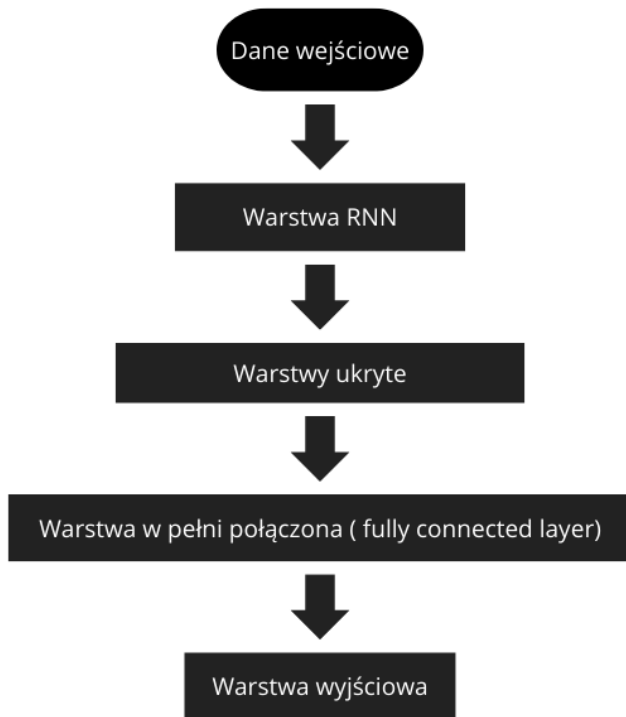 Dane wejściowe
Warstwa RNN
Warstwy ukryte
Warstwa w pełni połączona ( fully connected layer)
Warstwa wyjściowa